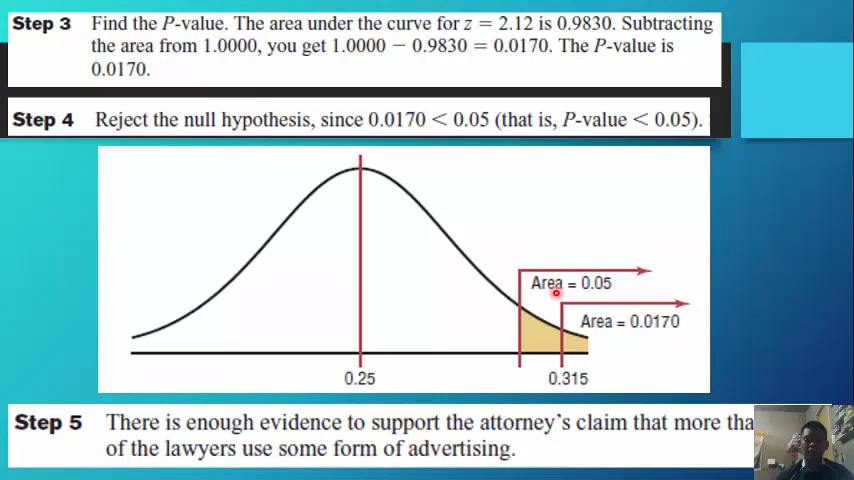 Step 3 Find the P-value. The area under the curve for z = 2.12 is 0.9830. Subtracting
the area from 1.0000, you get 1.0000 − 0.9830 = 0.0170. The P-value is
0.0170.
Step 4 Reject the null hypothesis, since 0.0170 < 0.05 (that is, P-value < 0.05).
Area = 0.05
Area = 0.0170
0.25 0.315
Step 5 There is enough evidence to support the attorney's claim that more
of the lawyers use some form of advertising.